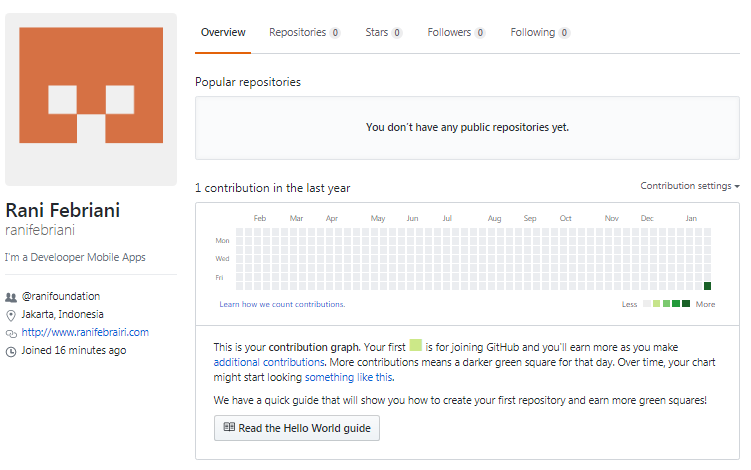 Overview Repositories 0 Stars 0 Followers 0 Following 0
Popular repositories
You don't have any public repositories yet.
1 contribution in the last year
Contribution settings
Rani Febriani
ranifebriani
I'm a Develooper Mobile Apps
@ranifoundation
Jakarta, Indonesia
http://www.ranifebrairi.com
Joined 16 minutes ago
Feb Mar Apr May Jun Jul Aug Sep Oct Nov Dec Jan
Mon
Wed
Fri
Learn how we count contributions.
Less More
This is your contribution graph. Your first is for joining GitHub and you'll earn more as you make
additional contributions. More contributions means a darker green square for that day. Over time, your chart
might start looking something like this.
We have a quick guide that will show you how to create your first repository and earn more green squares!
Read the Hello World guide